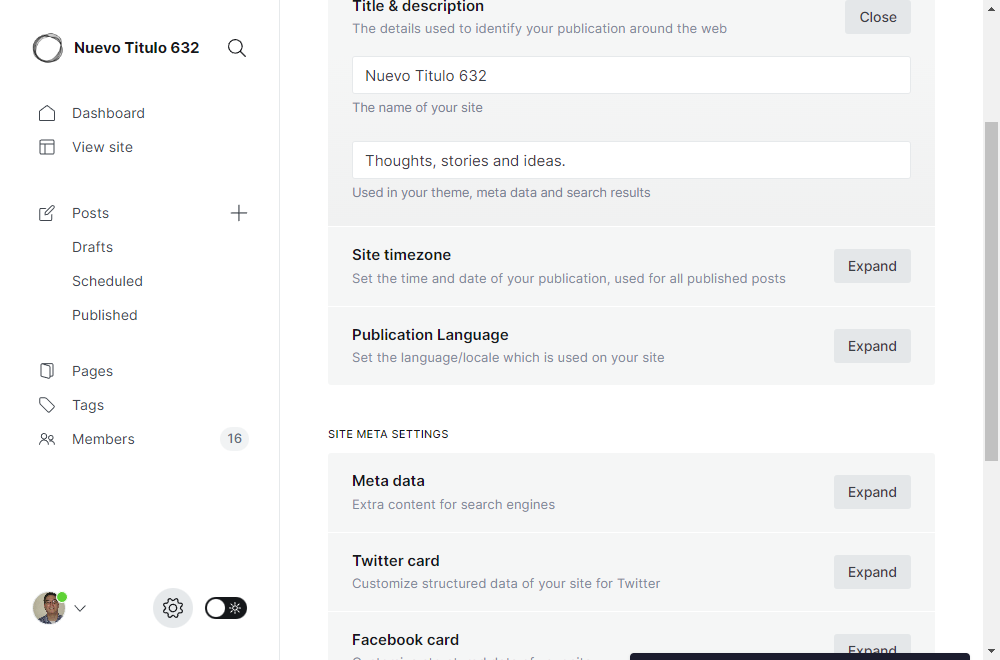 Nuevo Titulo 632
Dashboard
View site
Posts
Drafts
Scheduled
Published
Pages
Tags
Members
16
Title & description
The details used to identify your publication around the web
Close
Nuevo Titulo 632
The name of your site
Thoughts, stories and ideas.
Used in your theme, meta data and search results
Site timezone
Set the time and date of your publication, used for all published posts
Expand
Publication Language
Set the language/locale which is used on your site
Expand
SITE META SETTINGS
Meta data
Extra content for search engines
Expand
Twitter card
Customize structured data of your site for Twitter
Expand
Facebook card
Expand